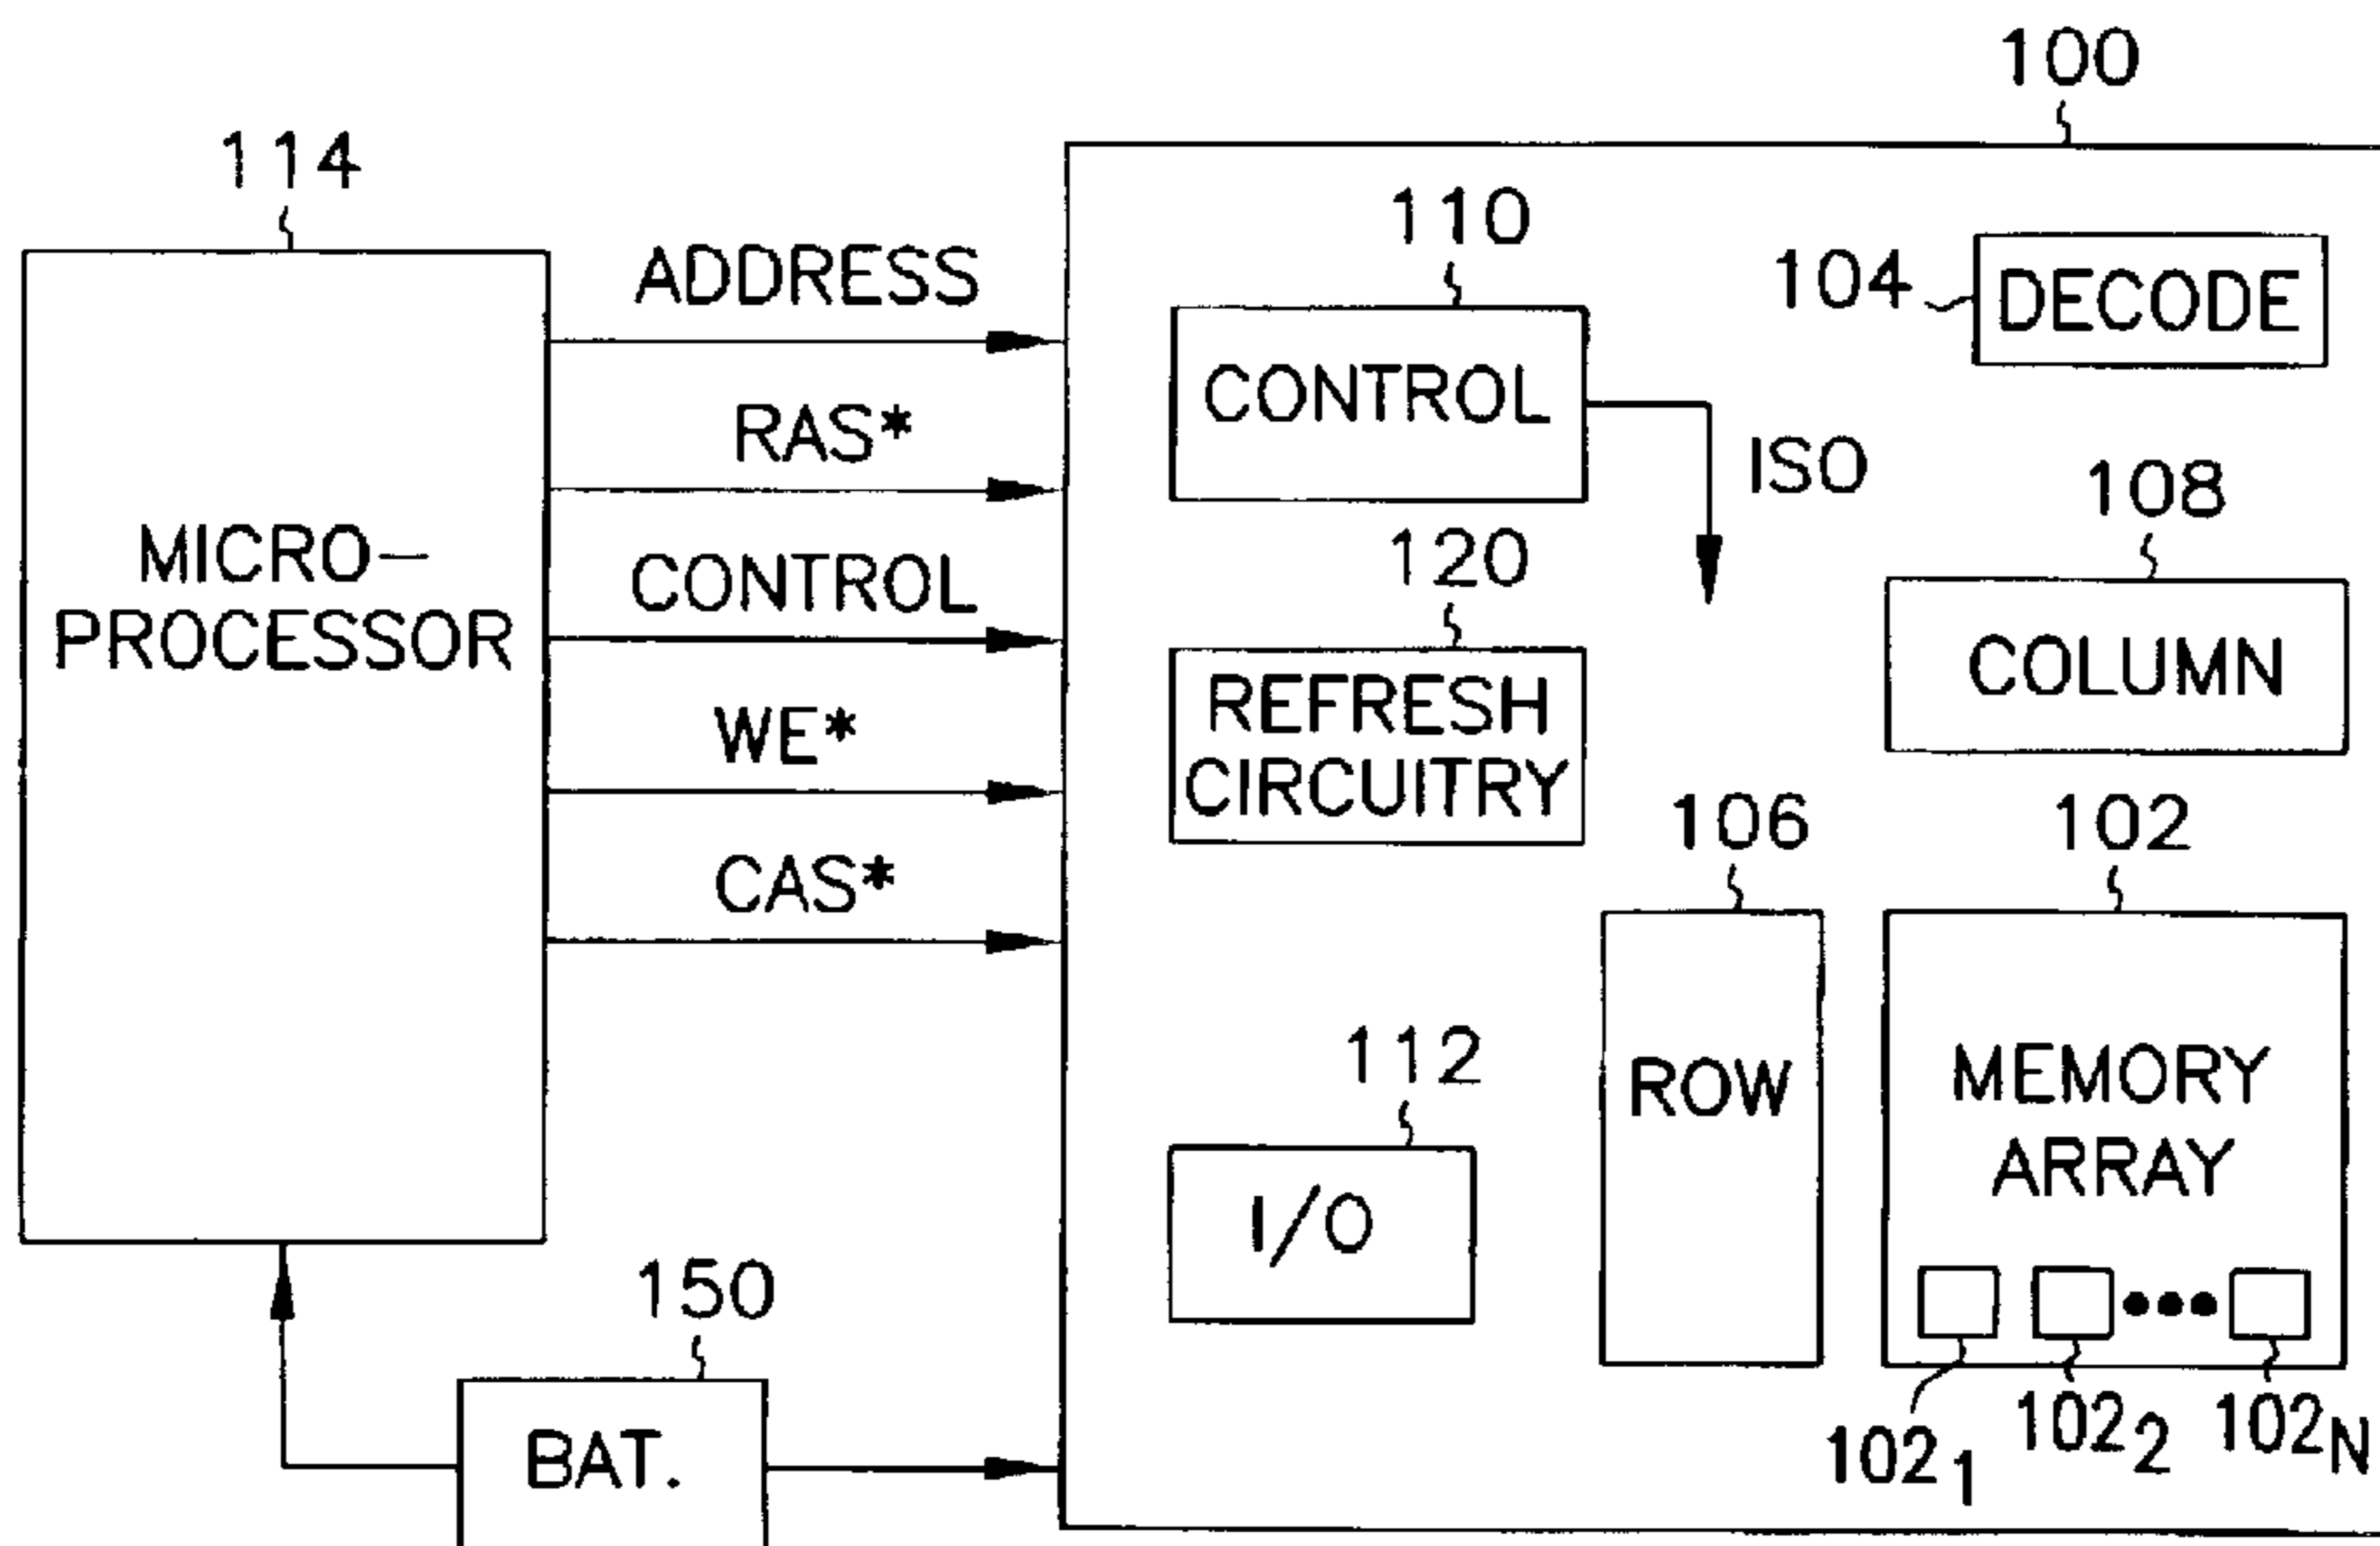 100
114
110
ADDRESS
104
DECODE
CONTROL
RAS*
ISO
108
MICRO-
PROCESSOR
120
CONTROL
COLUMN
REFRESH
CIRCUITRY
WE*
106
102
CAS*
112
ROW
MEMORY
ARRAY
I/O
150
102₁
102₂
102N
BAT.